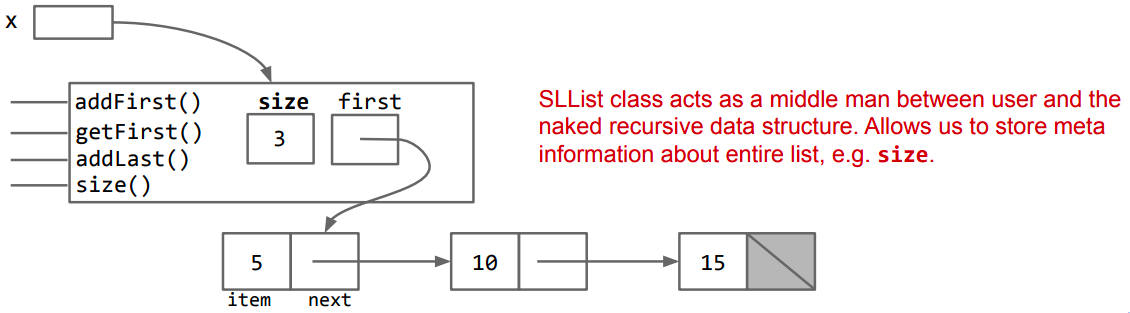 x
addFirst() size first
getFirst() 3
addLast()
size()
SLList class acts as a middle man between user and the
naked recursive data structure. Allows us to store meta
information about entire list, e.g. size.
5 10 15
item next